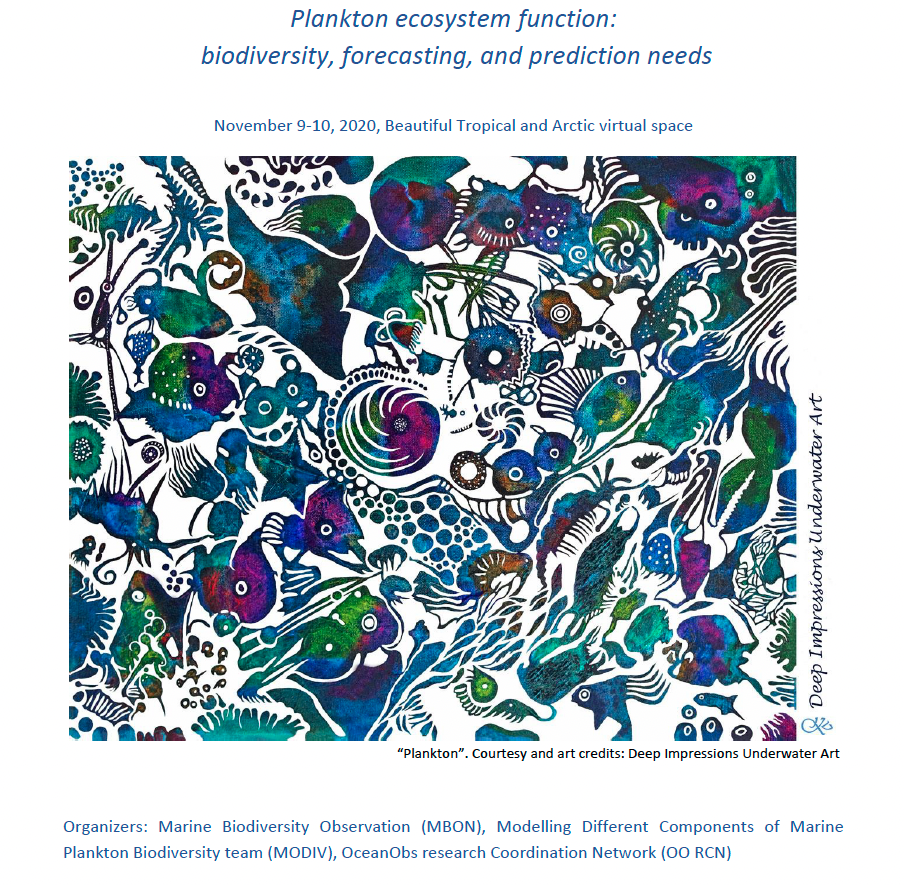 Plankton ecosystem function:
biodiversity, forecasting, and prediction needs
November 9-10, 2020, Beautiful Tropical and Arctic virtual space
Deep Impressions Underwater Art
“Plankton”. Courtesy and art credits: Deep Impressions Underwater Art
Organizers: Marine Biodiversity Observation (MBON), Modelling Different Components of Marine
Plankton Biodiversity team (MODIV), OceanObs research Coordination Network (OO RCN)